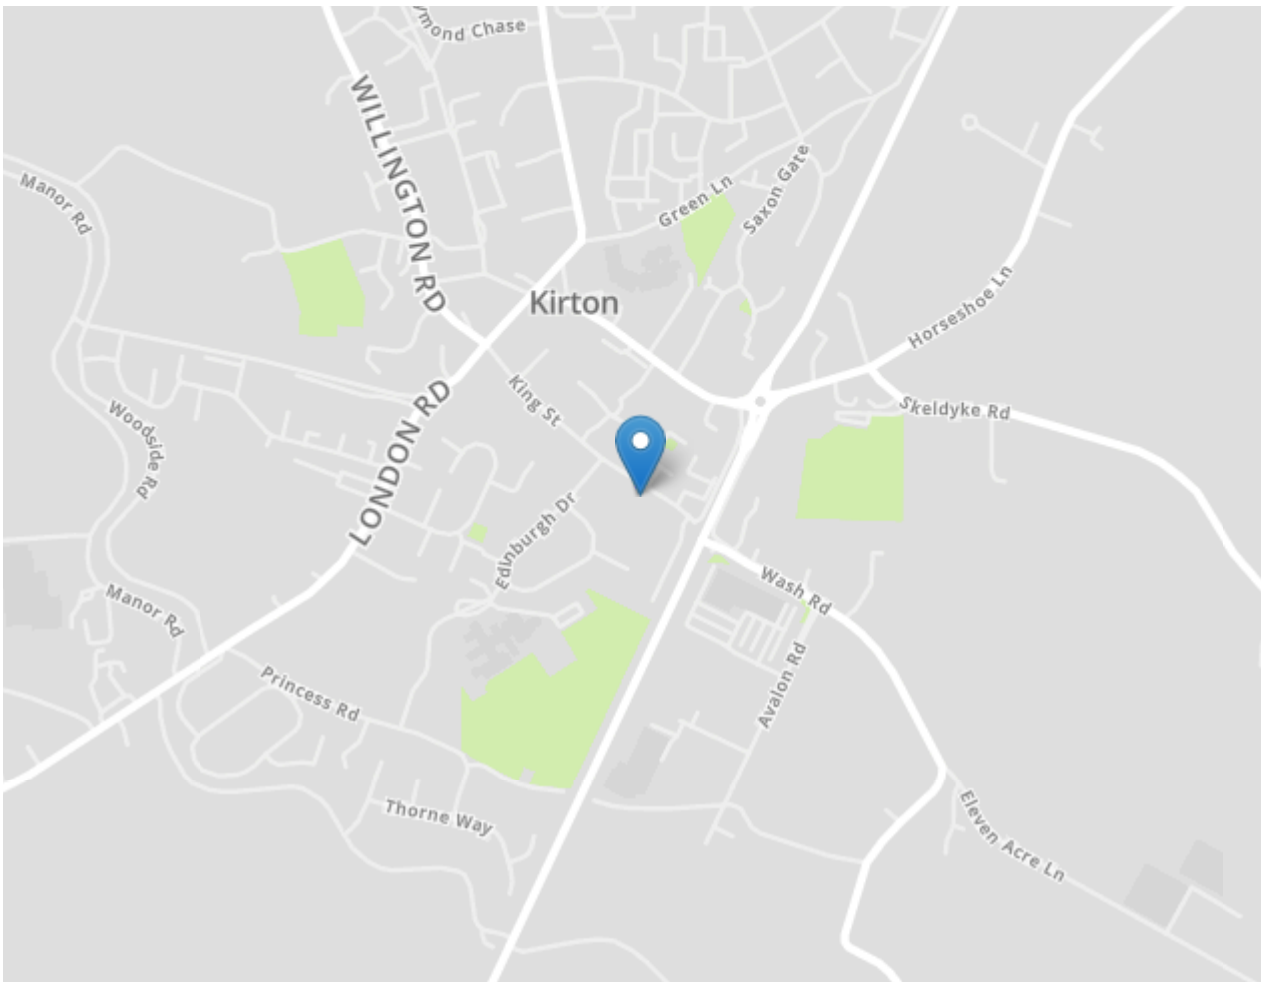 ymond Chase
WILLINGTON RD
Manor Rd
Green Ln
Saxon Gate
Kirton
Horseshoe Ln
King St
LONDON RD
Skeldyke Rd
Woodside Rd
Edinburgh Dr
Wash Rd
Manor Rd
Princess Rd
Avalon Rd
Thorne Way
Eleven Acre Ln